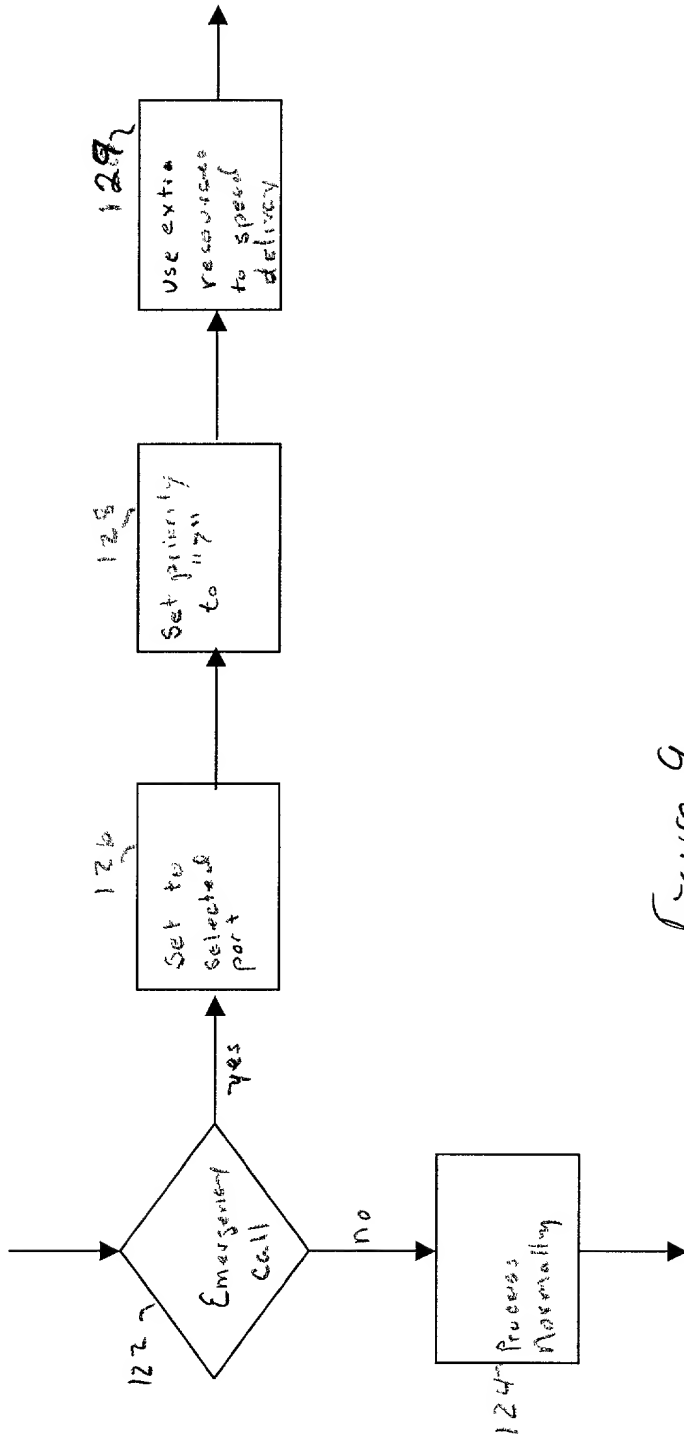 122
Emergency
Call
yes
no
124
Process
Normally
126
Set to
selected
port
128
Set priority
to "y"
129
use extra
resources
to speed
delivery
Figure 9